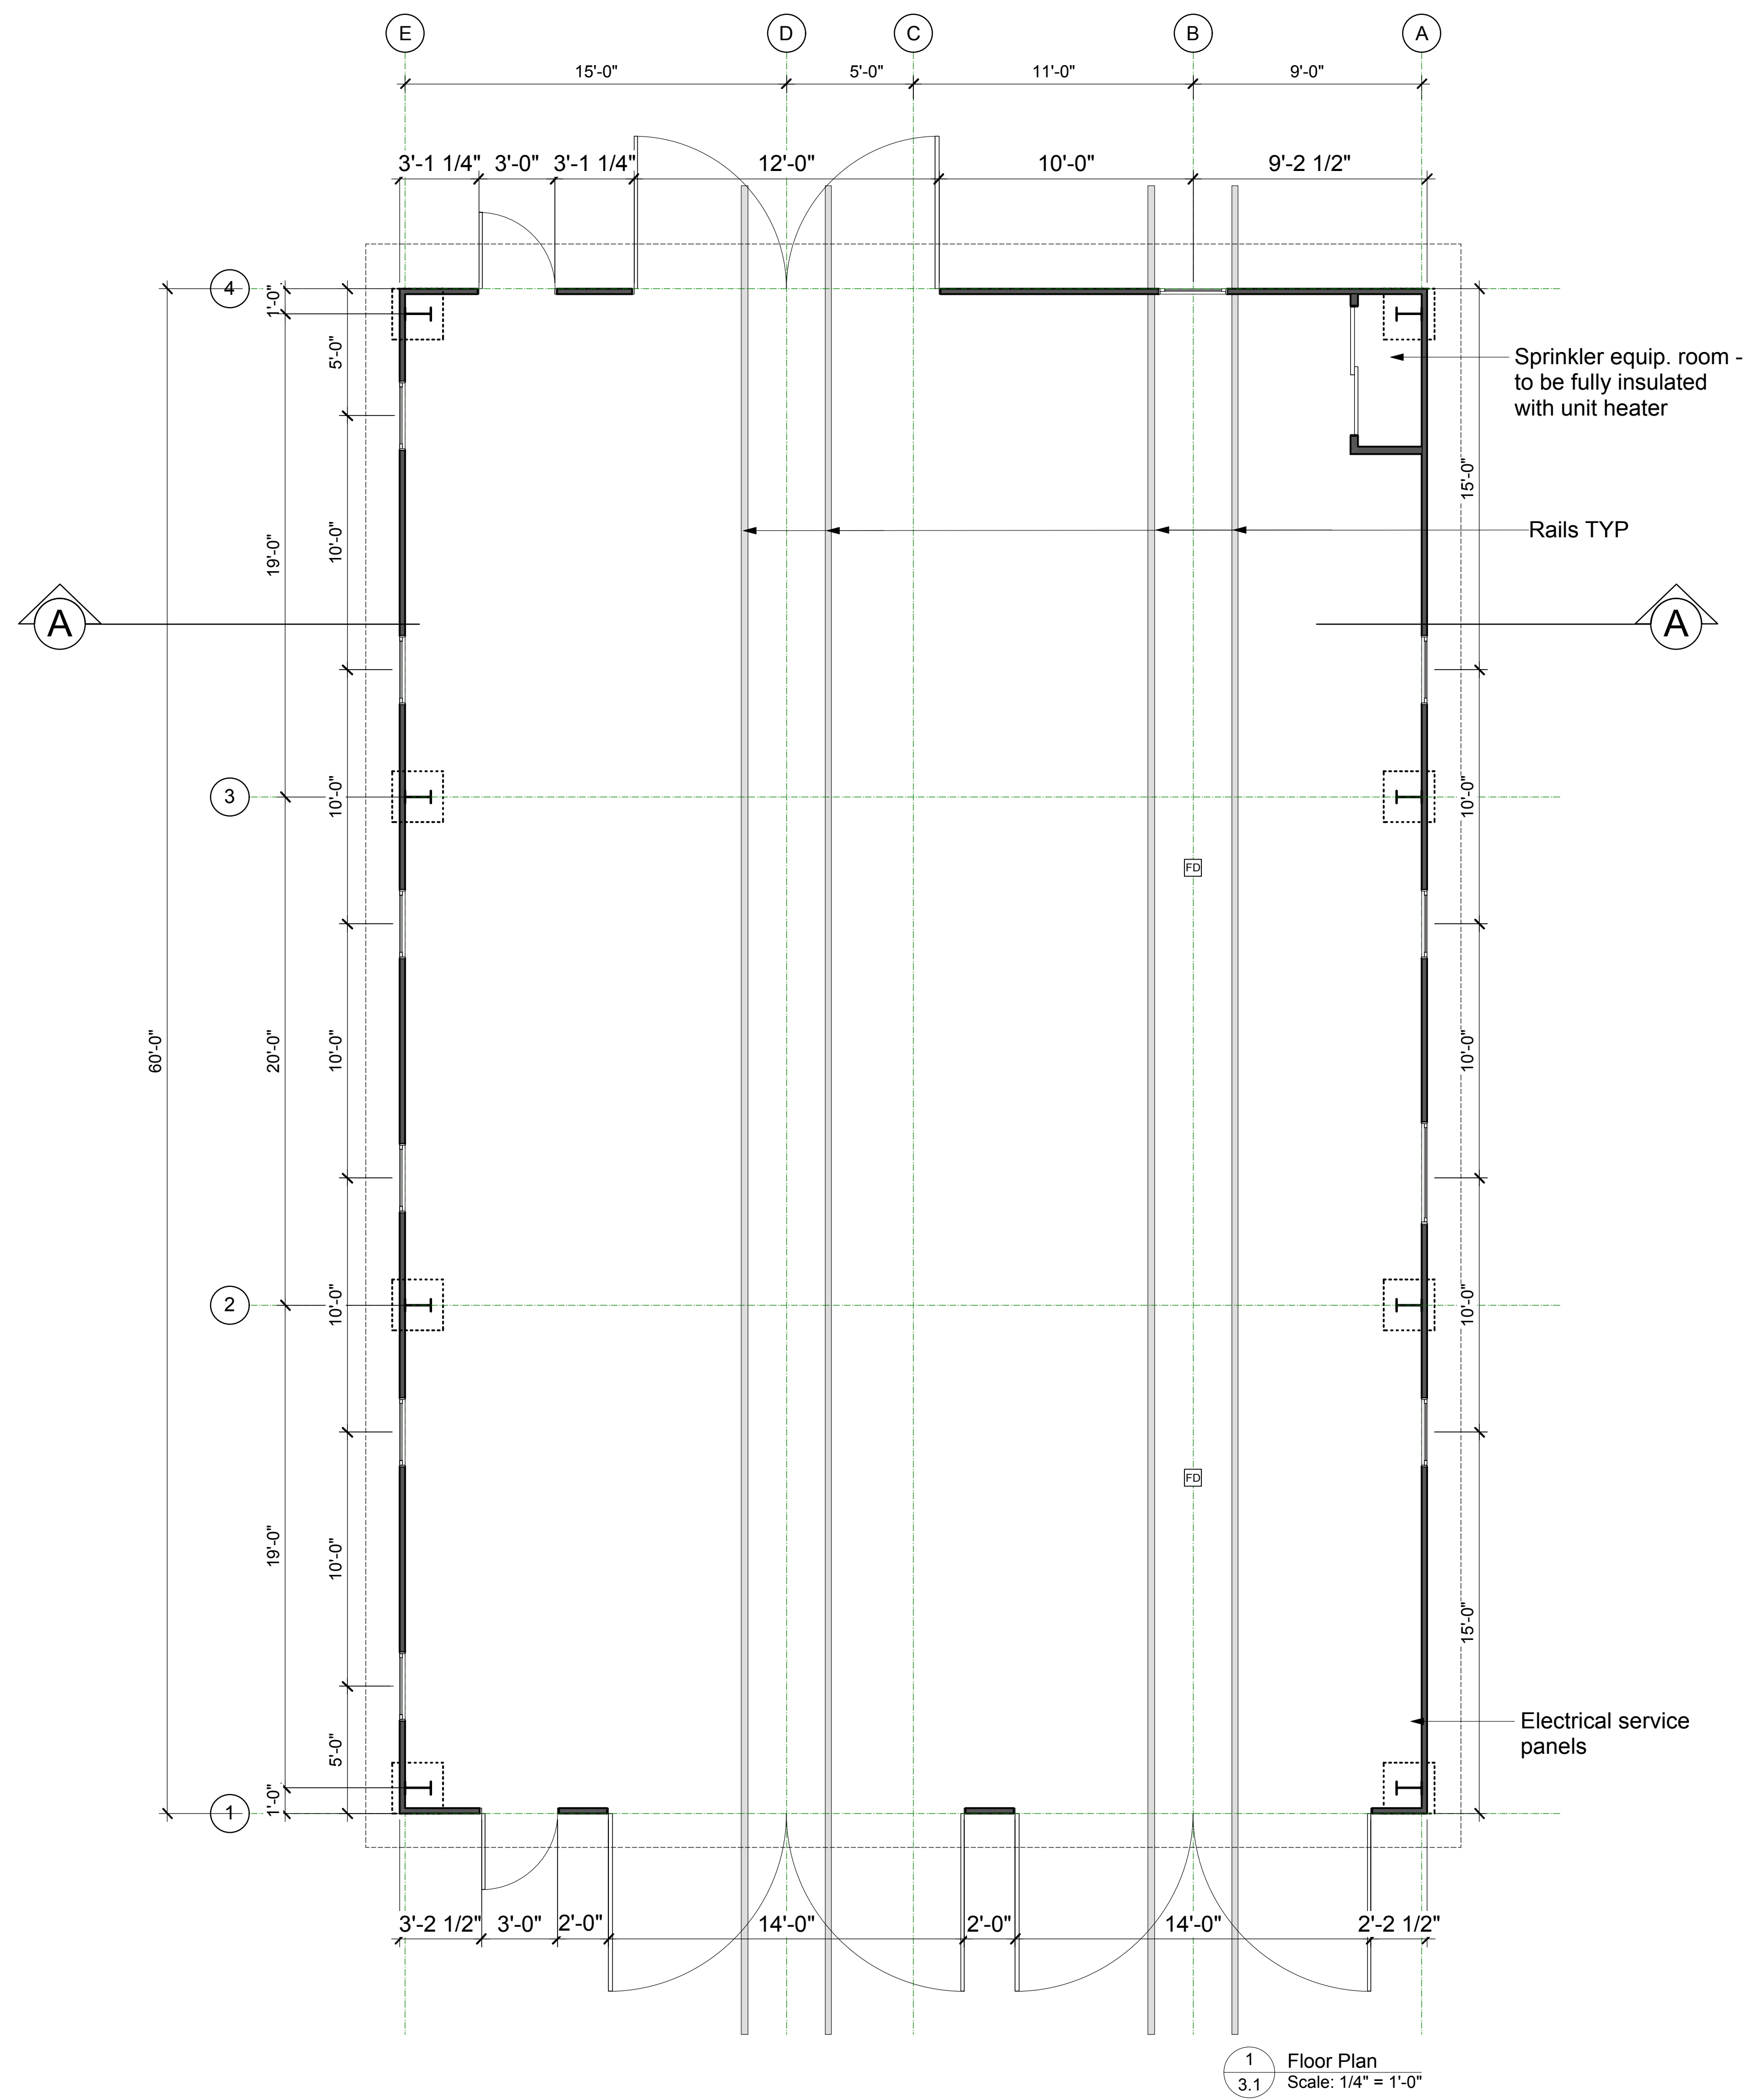 E D C B A
15'-0" 5'-0" 11'-0" 9'-0"
3'-1 1/4" 3'-0" 3'-1 1/4" 12'-0" 10'-0" 9'-2 1/2"
4
1'-0"
5'-0"
Sprinkler equip. room -
to be fully insulated
with unit heater
15'-0"
Rails TYP
19'-0"
10'-0"
A A
3
10'-0"
10'-0"
FD
60'-0"
20'-0"
10'-0"
10'-0"
2
10'-0"
10'-0"
FD
19'-0"
10'-0"
15'-0"
Electrical service
panels
5'-0"
1'-0"
1
3'-2 1/2" 3'-0" 2'-0" 14'-0" 2'-0" 14'-0" 2'-2 1/2"
1
3.1
Floor Plan
Scale: 1/4" = 1'-0"